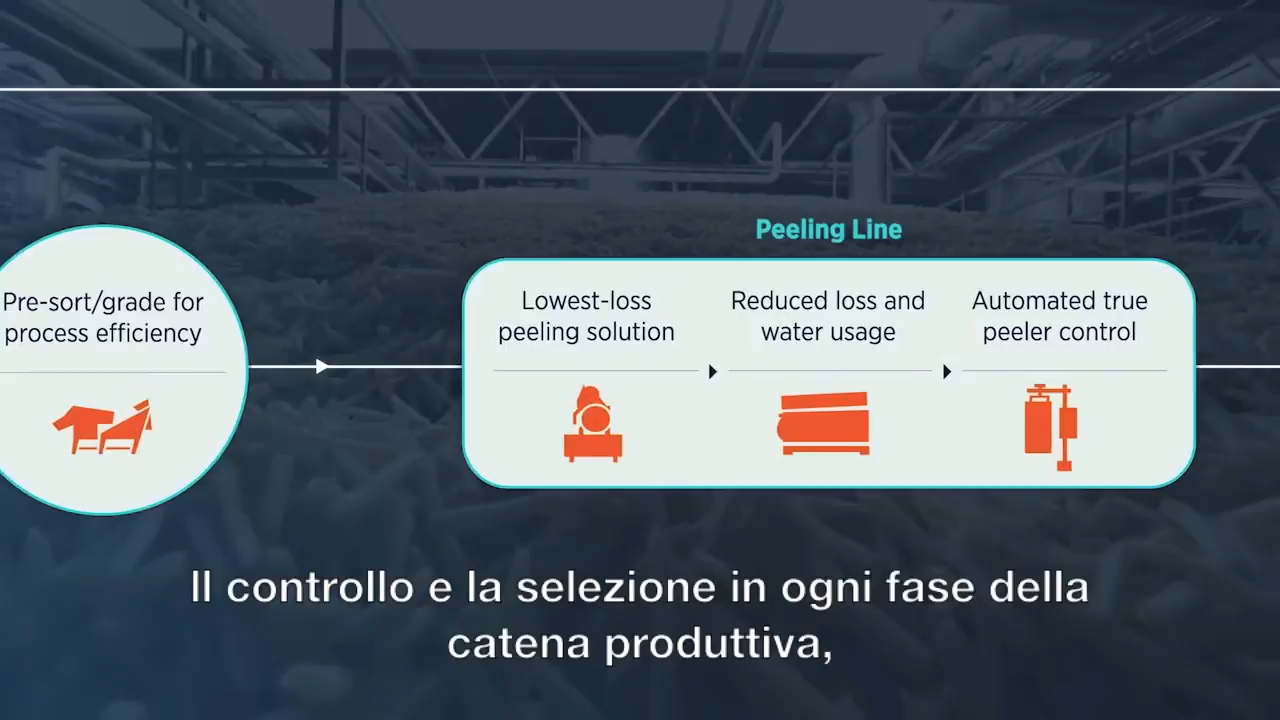 Peeling Line
Pre-sort/grade for
process efficiency
Lowest-loss
peeling solution
Reduced loss and
water usage
Automated true
peeler control
Il controllo e la selezione in ogni fase della
catena produttiva,